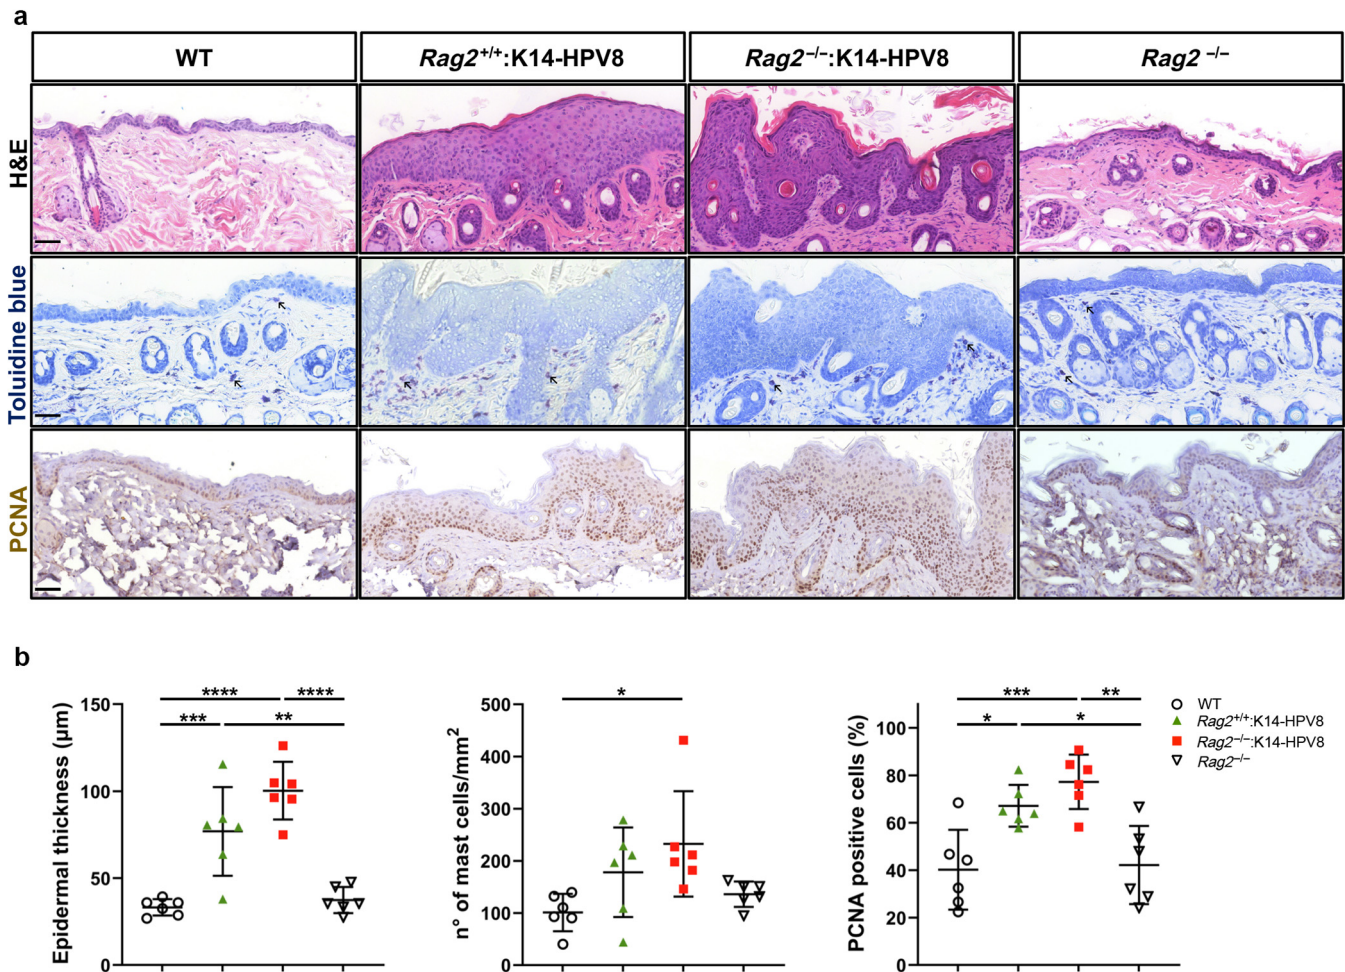 a
WT Rag2+/+:K14-HPV8 Rag2−/−:K14-HPV8 Rag2 −/−
H&E
Toluidine blue
PCNA
b
Epidermal thickness (µm)
150
100
50
0
**** ****
*** **
n° of mast cells/mm2
500
400
300
200
100
0
*
PCNA positive cells (%)
100
80
60
40
20
0
*** **
* *
WT
Rag2+/+:K14-HPV8
Rag2−/−:K14-HPV8
Rag2−/−